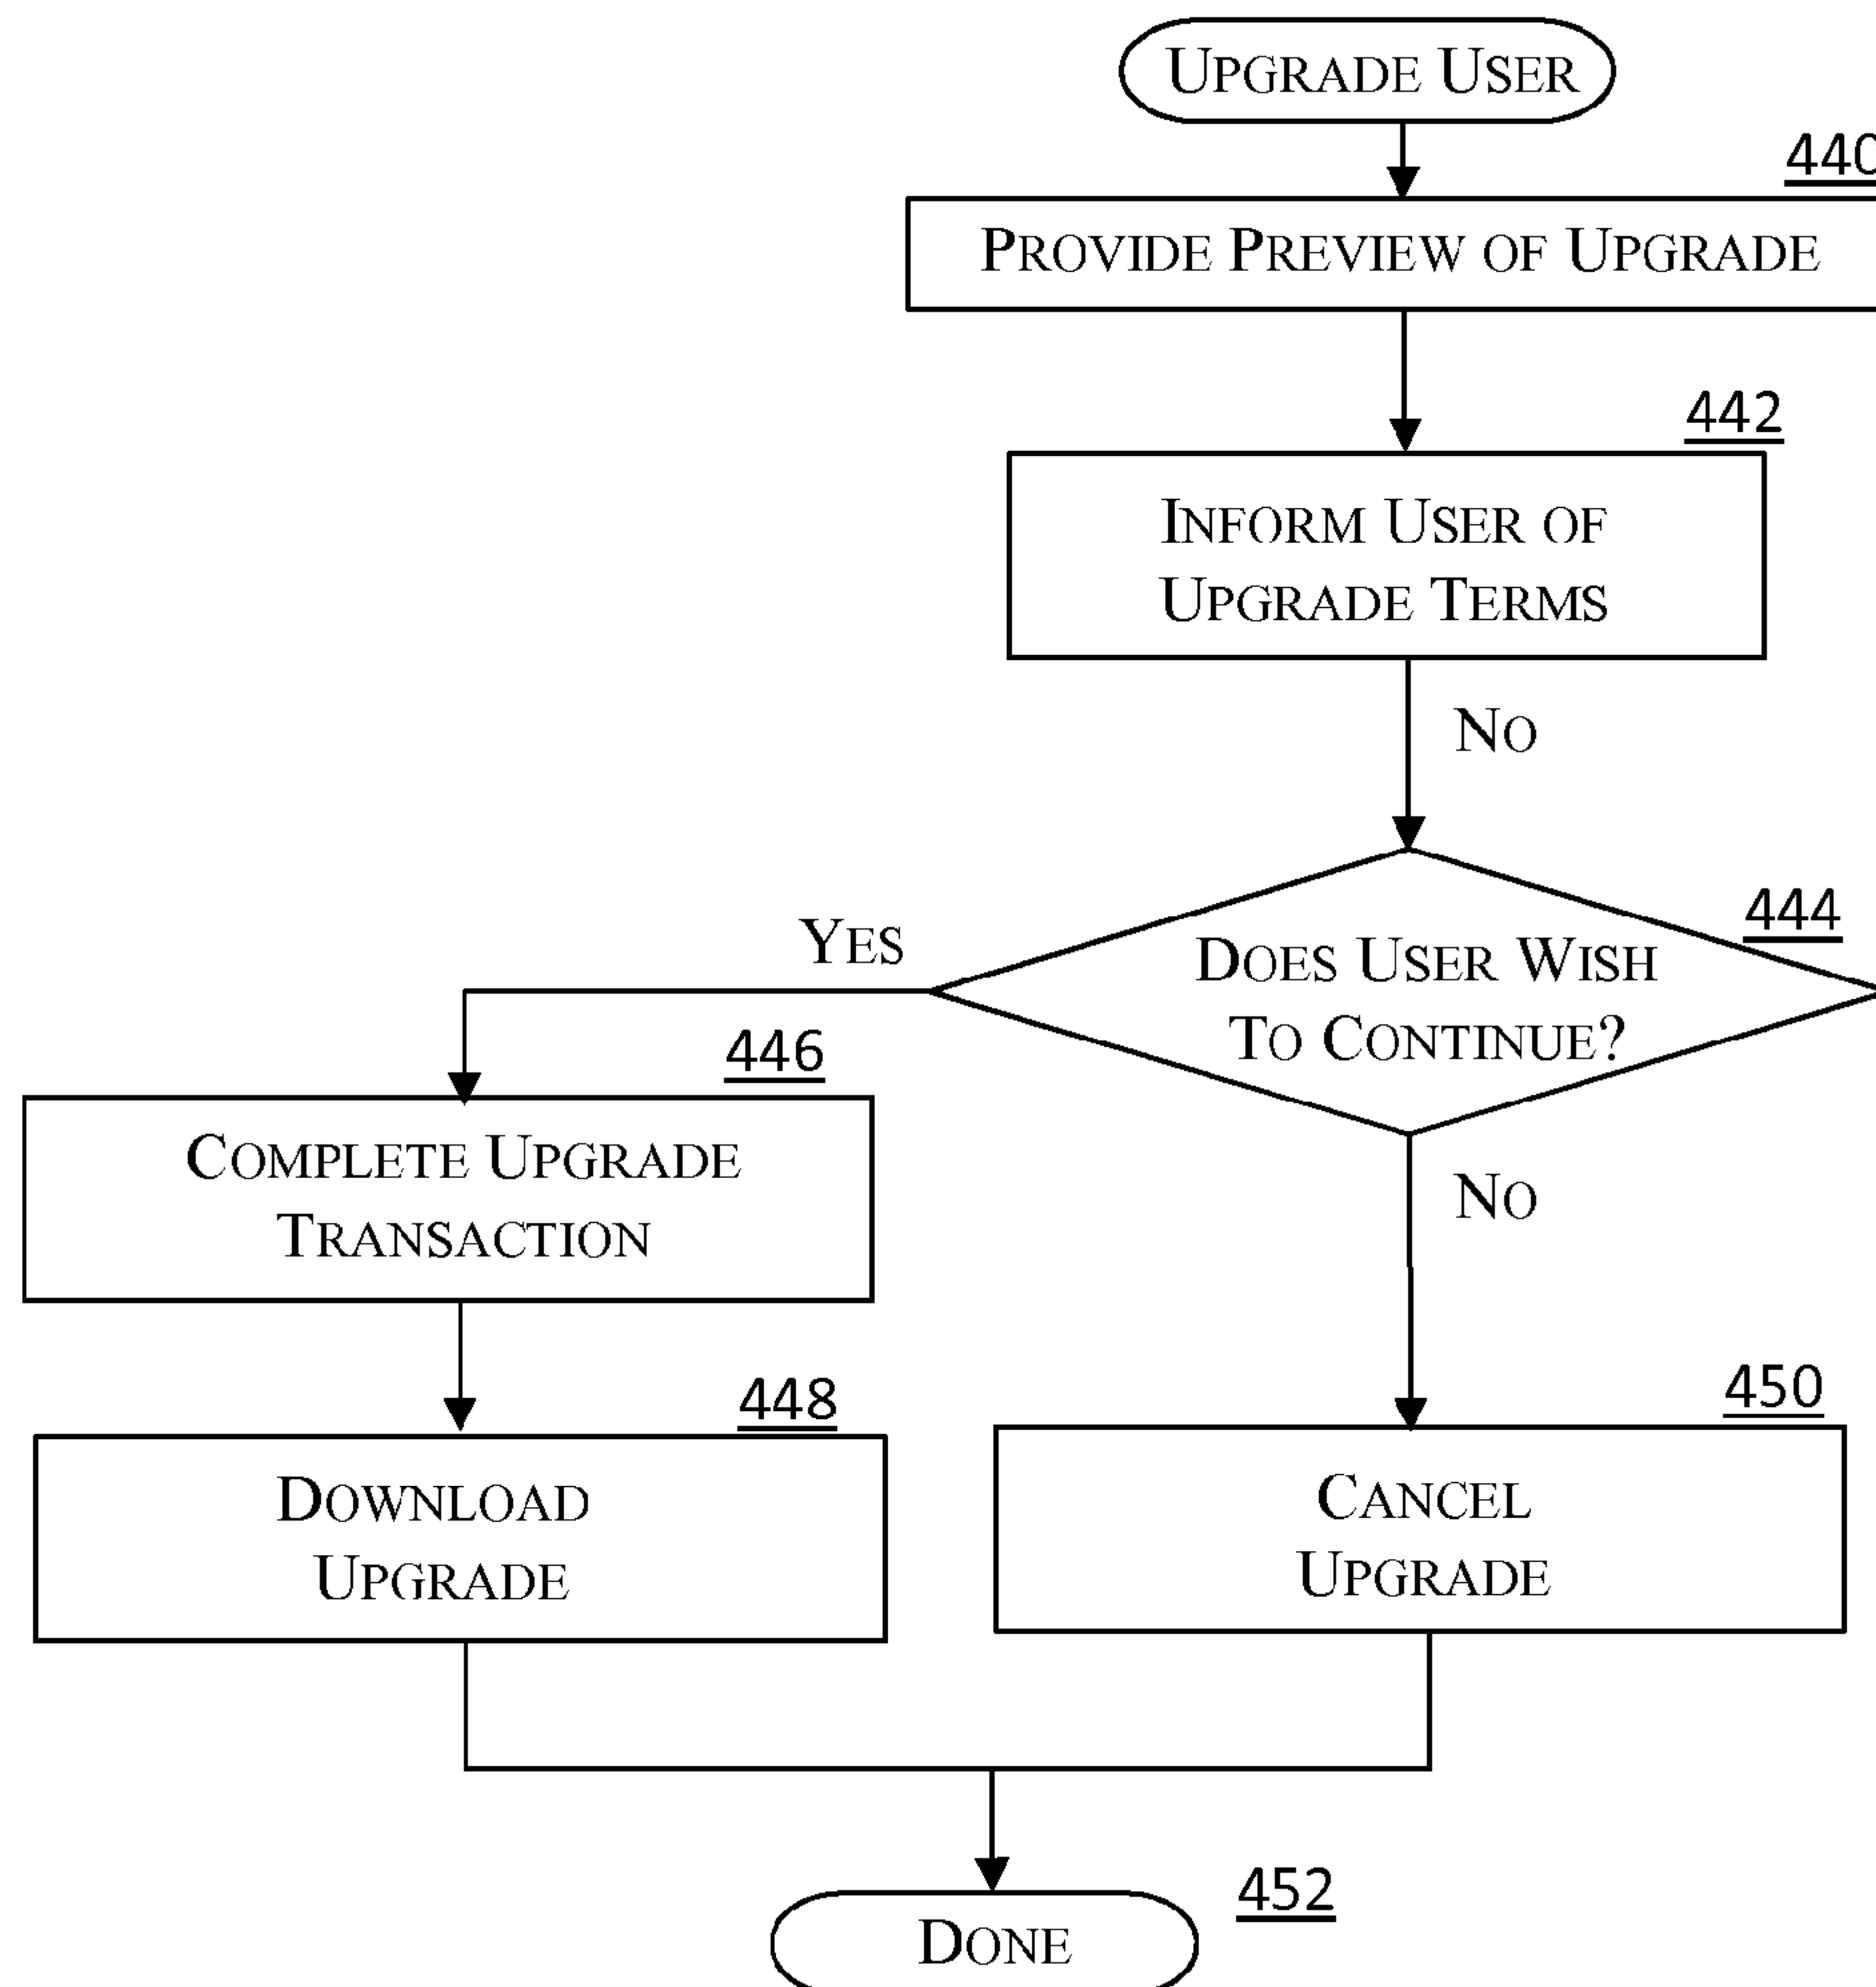 UPGRADE USER
440
PROVIDE PREVIEW OF UPGRADE
442
INFORM USER OF
UPGRADE TERMS
NO
444
DOES USER WISH
TO CONTINUE?
YES
446
COMPLETE UPGRADE
TRANSACTION
NO
448
DOWNLOAD
UPGRADE
450
CANCEL
UPGRADE
452
DONE